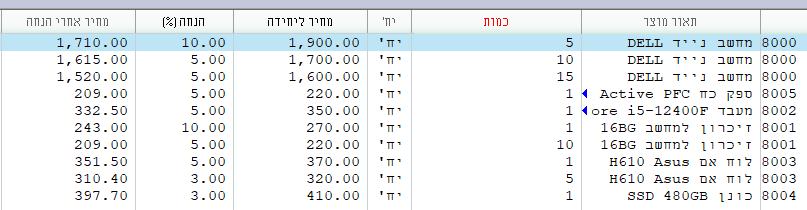 תאור מוצר כמות יח' מחיר ליחידה הנחה (%) מחיר אחרי הנחה
8000 מחשב נייד DELL 5 יח' 1,900.00 10.00 1,710.00
8000 מחשב נייד DELL 10 יח' 1,700.00 5.00 1,615.00
8000 מחשב נייד DELL 15 יח' 1,600.00 5.00 1,520.00
8005 ספק כח Active PFC 1 יח' 220.00 5.00 209.00
8002 מעבד ore i5-12400F 1 יח' 350.00 5.00 332.50
8001 זיכרון למחשב 16BG 1 יח' 270.00 10.00 243.00
8001 זיכרון למחשב 16BG 10 יח' 220.00 5.00 209.00
8003 לוח אם H610 Asus 1 יח' 370.00 5.00 351.50
8003 לוח אם H610 Asus 5 יח' 320.00 3.00 310.40
8004 כונן SSD 480GB 1 יח' 410.00 3.00 397.70